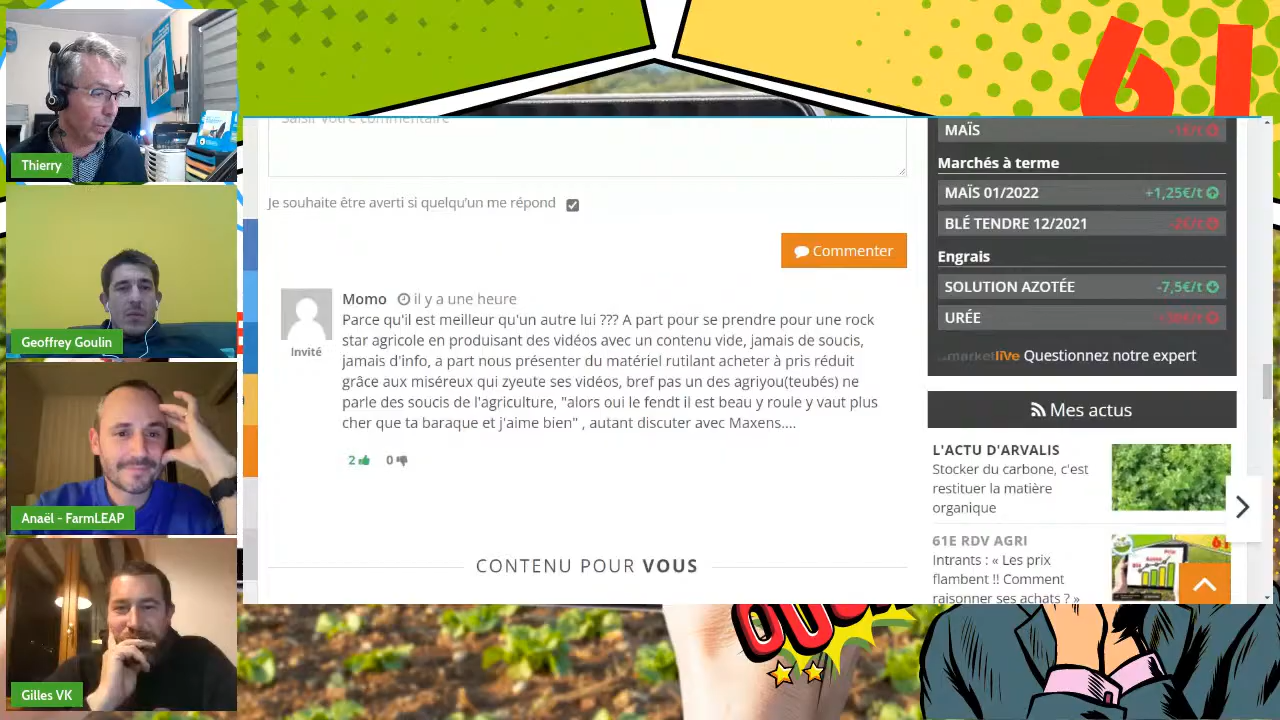 61
Thierry
Geoffrey Goulin
Anaël - FarmLEAP
Gilles VK
Saisir votre commentaire
Je souhaite être averti si quelqu'un me répond
Commenter
Momo il y a une heure
Invité
Parce qu'il est meilleur qu'un autre lui ??? A part pour se prendre pour une rock
star agricole en produisant des vidéos avec un contenu vide, jamais de soucis,
jamais d'info, a part nous présenter du matériel rutilant acheter à pris réduit
grâce aux miséreux qui zyeute ses vidéos, bref pas un des agriyou(teubés) ne
parle des soucis de l'agriculture, "alors oui le fendt il est beau y roule y vaut plus
cher que ta baraque et j'aime bien" , autant discuter avec Maxens....
2 0
CONTENU POUR VOUS
MAÏS -1€/t
Marchés à terme
MAÏS 01/2022 +1,25€/t
BLÉ TENDRE 12/2021 -2€/t
Engrais
SOLUTION AZOTÉE -7,5€/t
URÉE
marketlive Questionnez notre expert
Mes actus
L'ACTU D'ARVALIS
Stocker du carbone, c'est
restituer la matière
organique
61E RDV AGRI
Intrants : « Les prix
flambent !! Comment
raisonner ses achats ? »